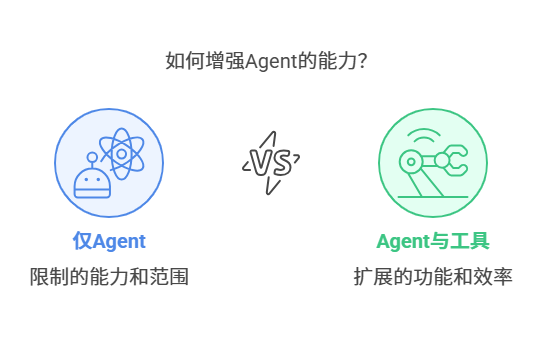 如何增强Agent的能力?
VS
仅Agent
Agent与工具
限制的能力和范围
扩展的功能和效率